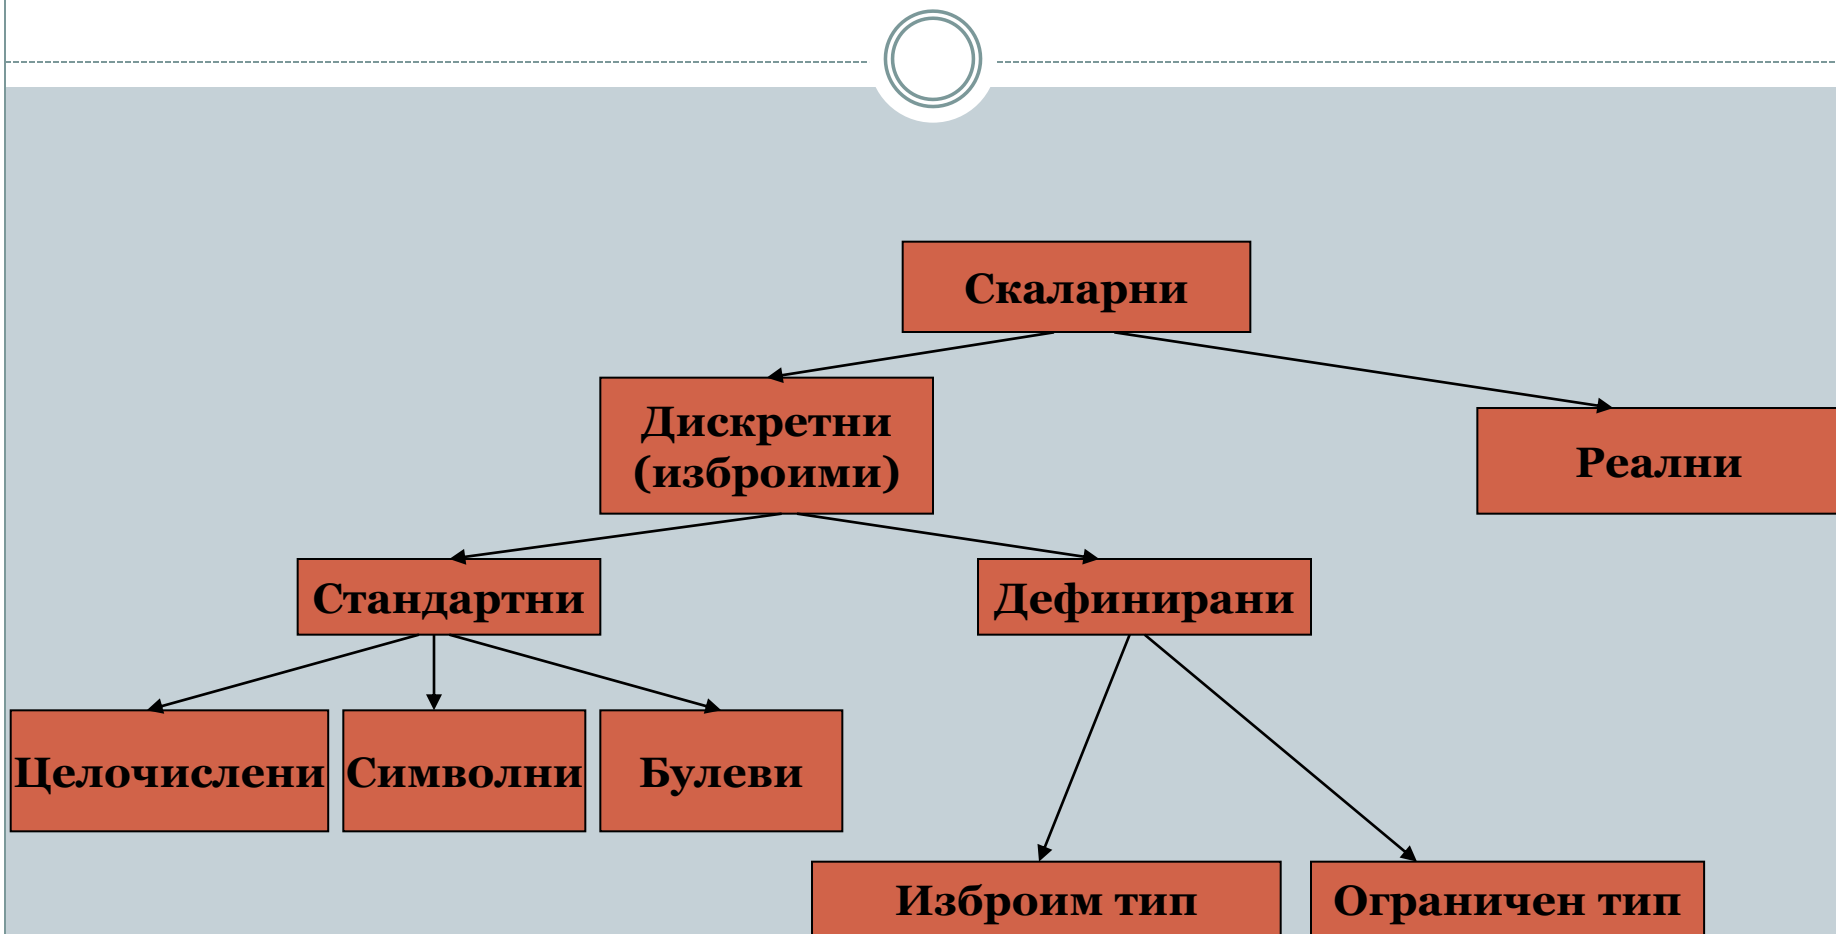 Скаларни
Дискретни
(изброими)
Реални
Стандартни
Дефинирани
Целочислени
Символни
Булеви
Изброим тип
Ограничен тип